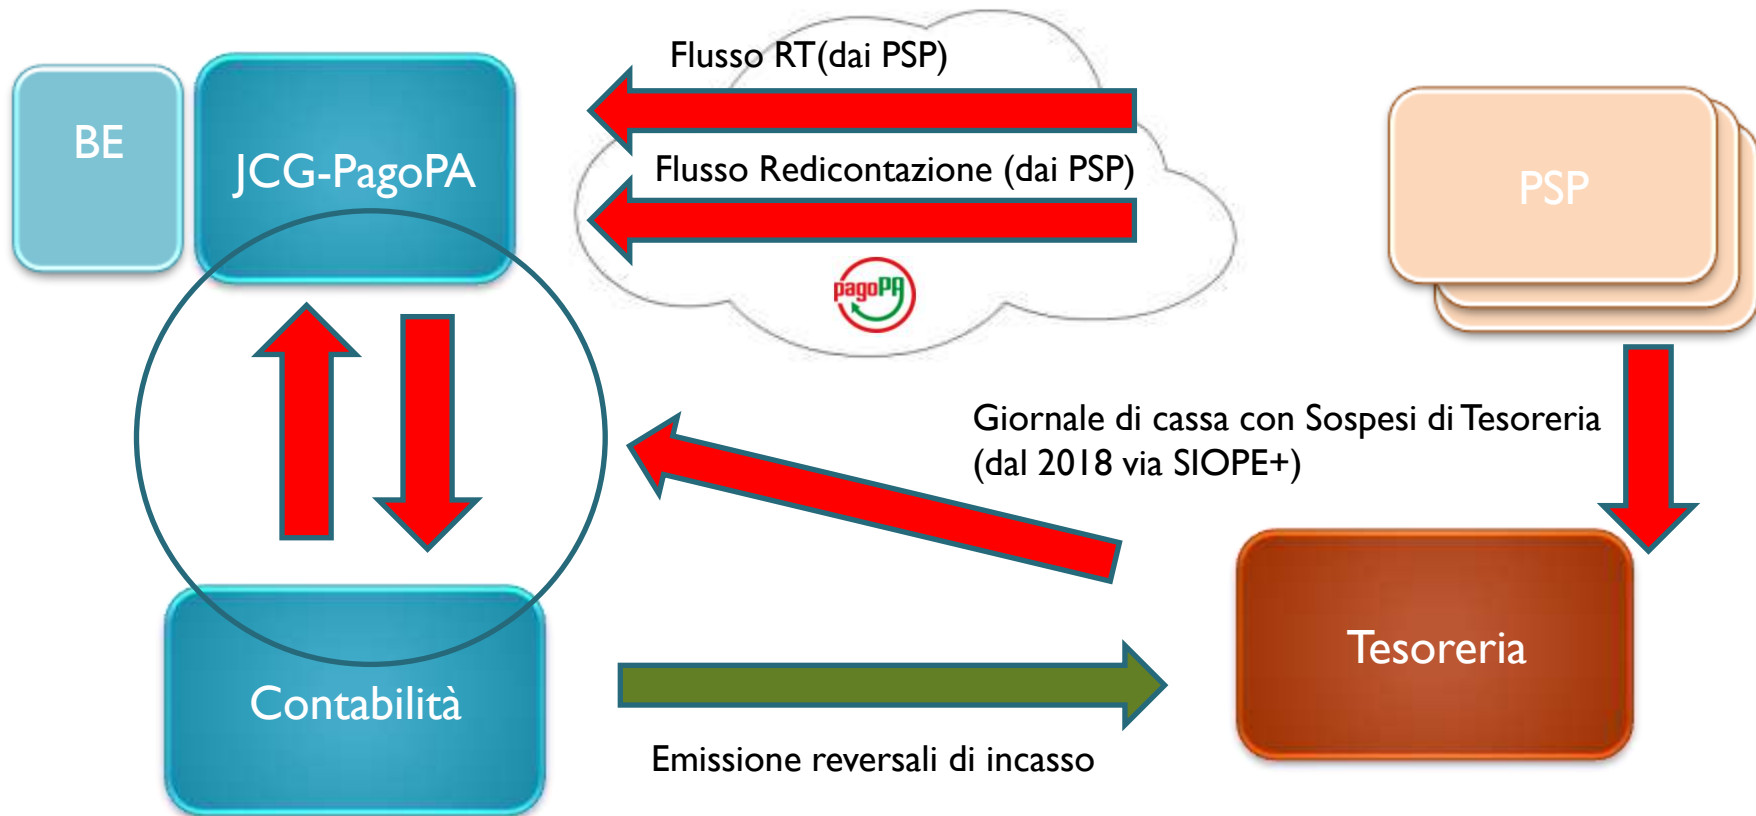 Flusso RT(dai PSP)
BE
JCG-PagoPA
Flusso Redicontazione (dai PSP)
PSP
pagoPA
Giornale di cassa con Sospesi di Tesoreria
(dal 2018 via SIOPE+)
Tesoreria
Contabilità
Emissione reversali di incasso